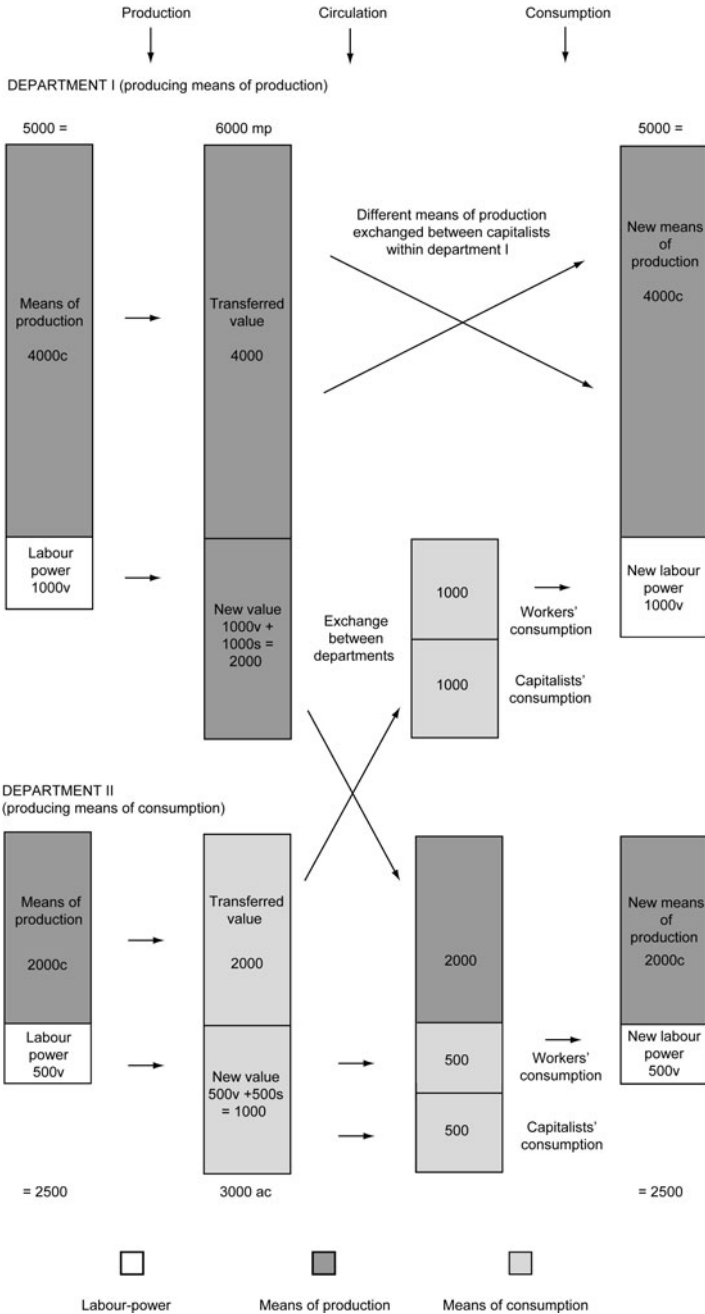 Production
Circulation
Consumption
DEPARTMENT I (producing means of production)
5000 =
6000 mp
5000 =
Different means of production
exchanged between capitalists
within department I
New means
of
production
4000c
Means of
production
4000c
Transferred
value
4000
Labour
power
1000v
New value
1000v +
1000s =
2000
Exchange
between
departments
1000
Workers'
consumption
1000
Capitalists'
consumption
New labour
power
1000v
DEPARTMENT II
(producing means of consumption)
Means of
production
2000c
Transferred
value
2000
2000
New means
of
production
2000c
Labour
power
500v
New value
500v +500s
= 1000
500
Workers'
consumption
500
Capitalists'
consumption
New labour
power
500v
= 2500
3000 ac
= 2500
Labour-power
Means of production
Means of consumption